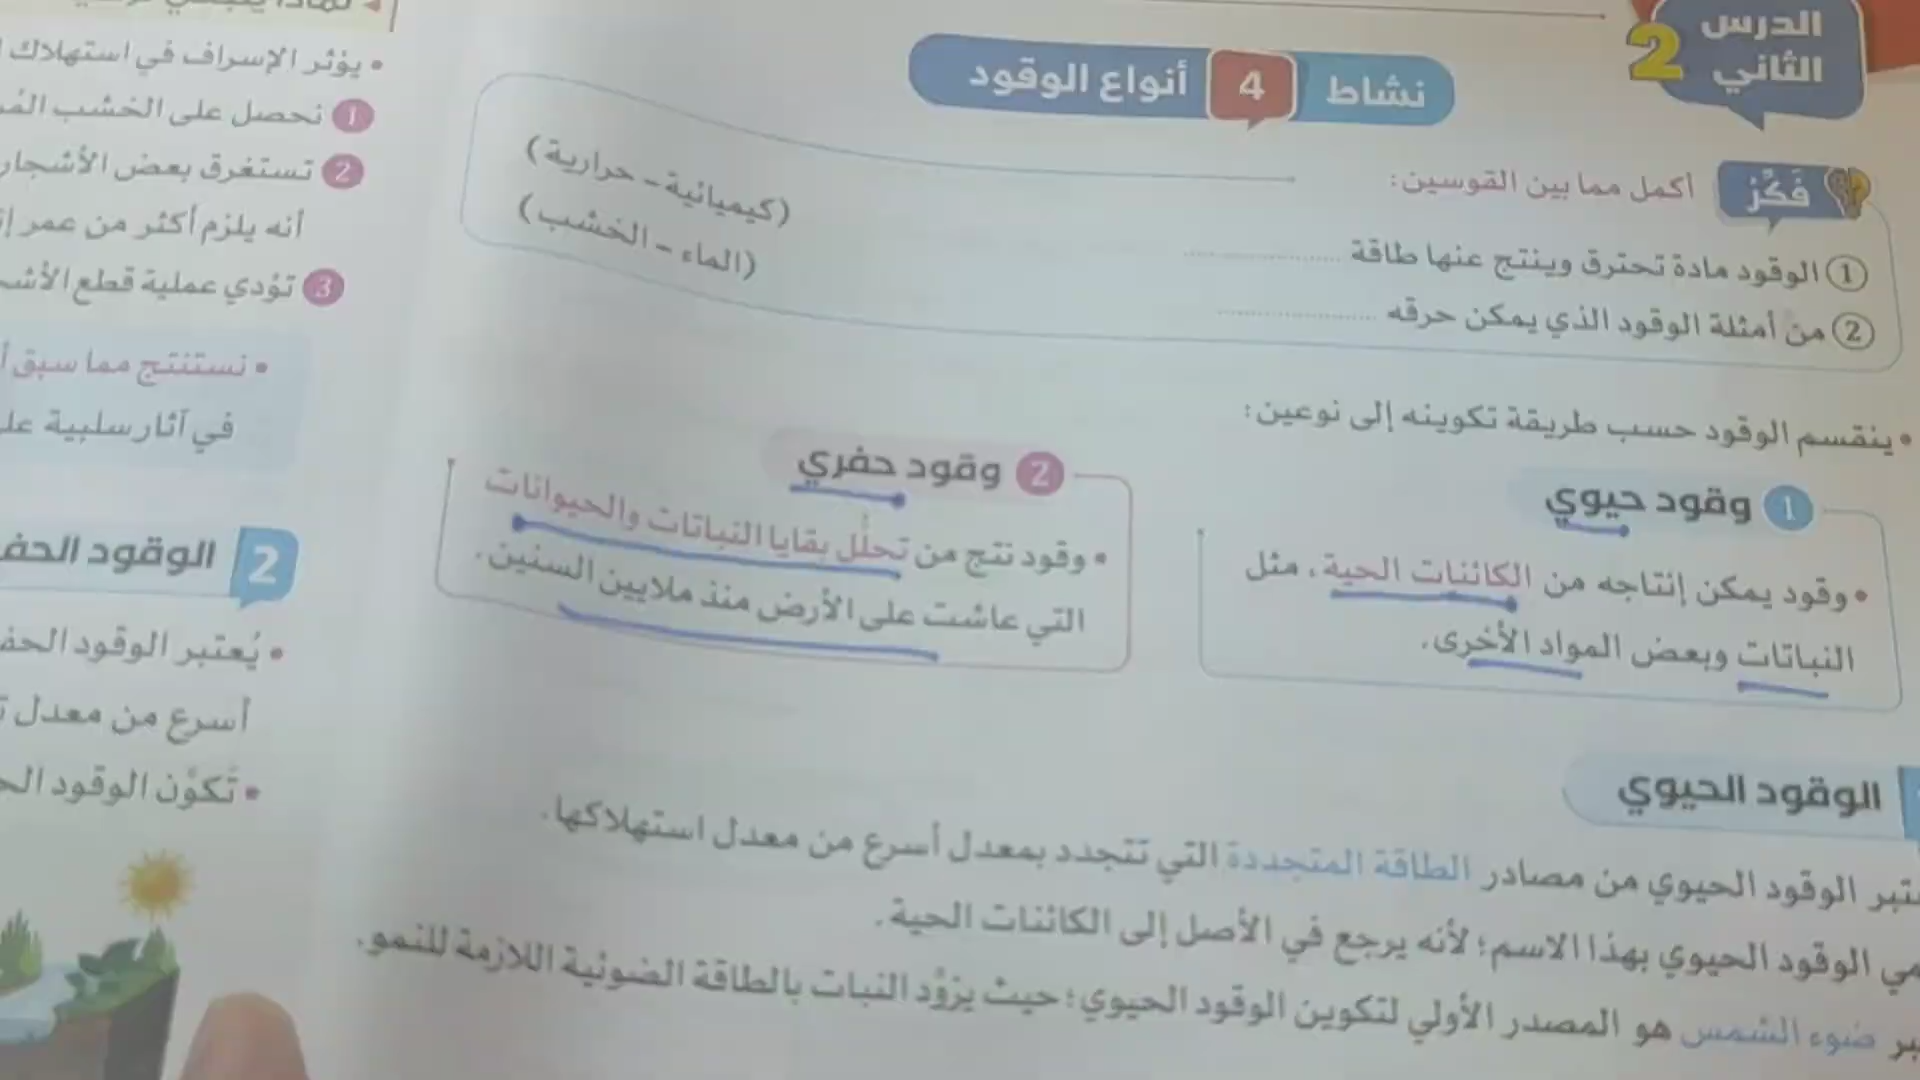 الدرس
الثاني
2
نشاط 4 أنواع الوقود
فَكِّر أكمل مما بين القوسين:
1 الوقود مادة تحترق وينتج عنها طاقة .................... (كيميائية - حرارية)
2 من أمثلة الوقود الذي يمكن حرقه .................... (الماء - الخشب)
• ينقسم الوقود حسب طريقة تكوينه إلى نوعين:
1 وقود حيوي
• وقود يمكن إنتاجه من الكائنات الحية، مثل
النباتات وبعض المواد الأخرى.
2 وقود حفري
• وقود نتج من تحلُّل بقايا النباتات والحيوانات
التي عاشت على الأرض منذ ملايين السنين.
الوقود الحيوي
الوقود الحيوي من مصادر الطاقة المتجددة التي تتجدد بمعدل أسرع من معدل استهلاكها.
الوقود الحيوي بهذا الاسم؛ لأنه يرجع في الأصل إلى الكائنات الحية.
ضوء الشمس هو المصدر الأولي لتكوين الوقود الحيوي؛ حيث يزوِّد النبات بالطاقة الضوئية اللازمة للنمو.
• يؤثر الإسراف في استهلاك
1 نحصل على الخشب
2 تستغرق بعض الأشجار
أنه يلزم أكثر من عمر
3 تؤدي عملية قطع
• نستنتج مما سبق
في آثار سلبية
2 الوقود
• يُعتبر الوقود
أسرع من معدل
• تَكوَّن الوقود